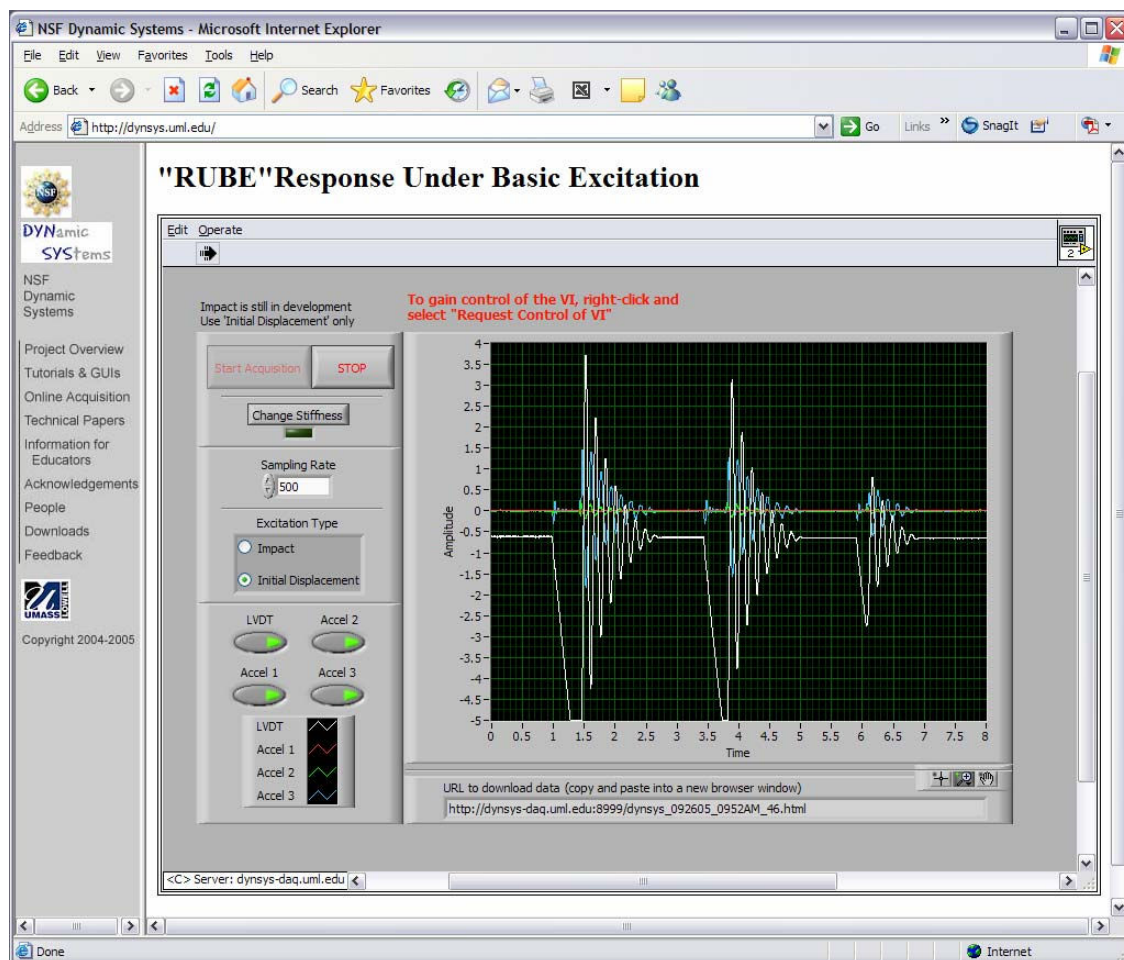 NSF Dynamic Systems - Microsoft Internet Explorer
File Edit View Favorites Tools Help
Back Search Favorites
Address http://dynsys.uml.edu/ Go Links » SnagIt
"RUBE"Response Under Basic Excitation
NSF
DYNamic
SYStems
NSF
Dynamic
Systems
Project Overview
Tutorials & GUIs
Online Acquisition
Technical Papers
Information for
Educators
Acknowledgements
People
Downloads
Feedback
UMASS
LOWELL
Copyright 2004-2005
Edit Operate
2
Impact is still in development
Use 'Initial Displacement' only
To gain control of the VI, right-click and
select "Request Control of VI"
Start Acquisition STOP
Change Stiffness
Sampling Rate
500
Excitation Type
Impact
Initial Displacement
LVDT Accel 2
Accel 1 Accel 3
LVDT
Accel 1
Accel 2
Accel 3
Amplitude
4
3.5
3
2.5
2
1.5
1
0.5
0
-0.5
-1
-1.5
-2
-2.5
-3
-3.5
-4
-4.5
-5
0 0.5 1 1.5 2 2.5 3 3.5 4 4.5 5 5.5 6 6.5 7 7.5 8
Time
URL to download data (copy and paste into a new browser window)
http://dynsys-daq.uml.edu:8999/dynsys_092605_0952AM_46.html
<C> Server: dynsys-daq.uml.edu
Done Internet